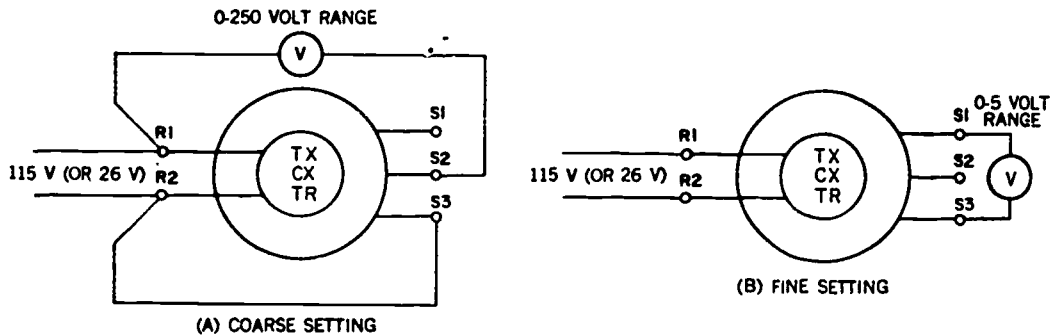 0-250 VOLT RANGE
V
R1
115 V (OR 26 V)
R2
TX
CX
TR
S1
S2
S3
(A) COARSE SETTING
R1
115 V (OR 26 V)
R2
TX
CX
TR
S1
S2
S3
0-5 VOLT
RANGE
V
(B) FINE SETTING